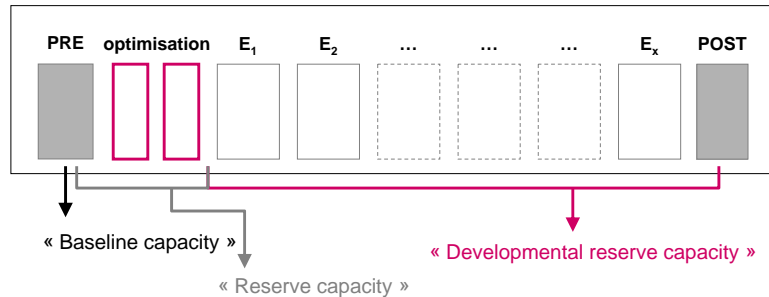 PRE optimisation E₁ E₂ ... ... ... Eₓ POST
« Baseline capacity »
« Developmental reserve capacity »
« Reserve capacity »